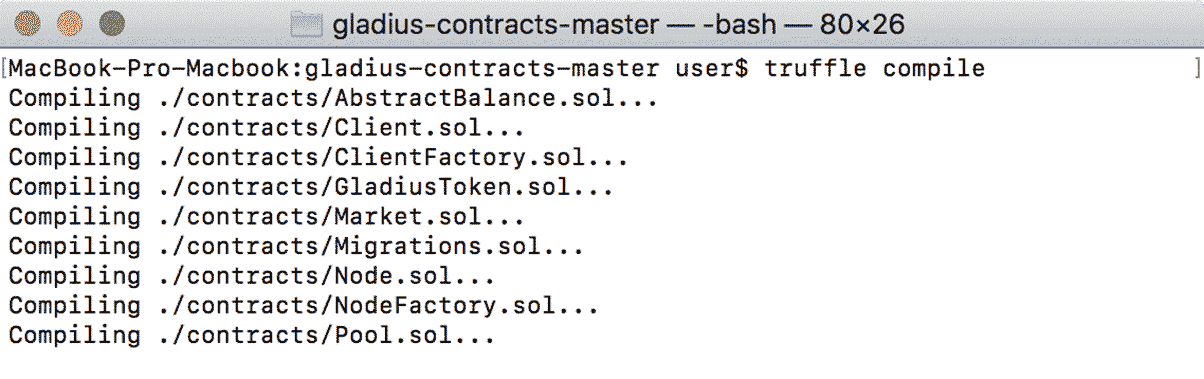 gladius-contracts-master — -bash — 80×26
[MacBook-Pro-Macbook:gladius-contracts-master user$ truffle compile ]
Compiling ./contracts/AbstractBalance.sol...
Compiling ./contracts/Client.sol...
Compiling ./contracts/ClientFactory.sol...
Compiling ./contracts/GladiusToken.sol...
Compiling ./contracts/Market.sol...
Compiling ./contracts/Migrations.sol...
Compiling ./contracts/Node.sol...
Compiling ./contracts/NodeFactory.sol...
Compiling ./contracts/Pool.sol...